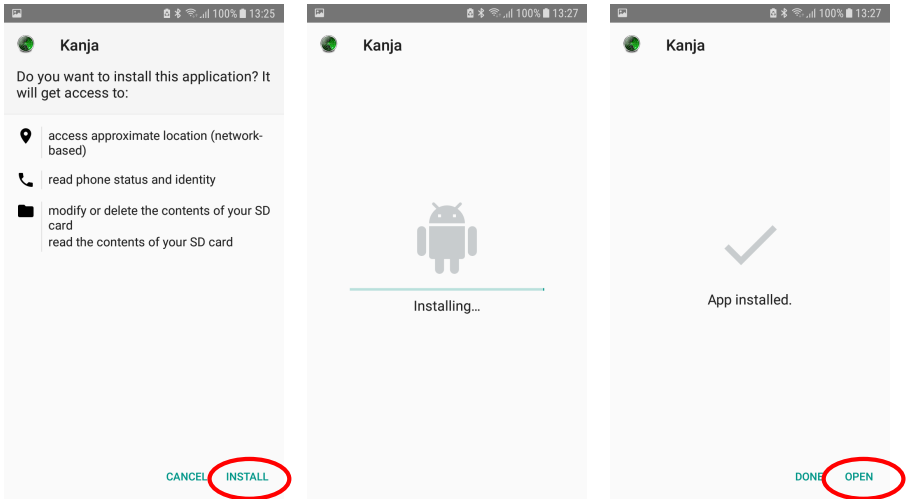 100% 13:25
Kanja
Do you want to install this application? It
will get access to:
access approximate location (network-
based)
read phone status and identity
modify or delete the contents of your SD
card
read the contents of your SD card
CANCEL INSTALL
100% 13:27
Kanja
Installing...
100% 13:27
Kanja
App installed.
DONE OPEN